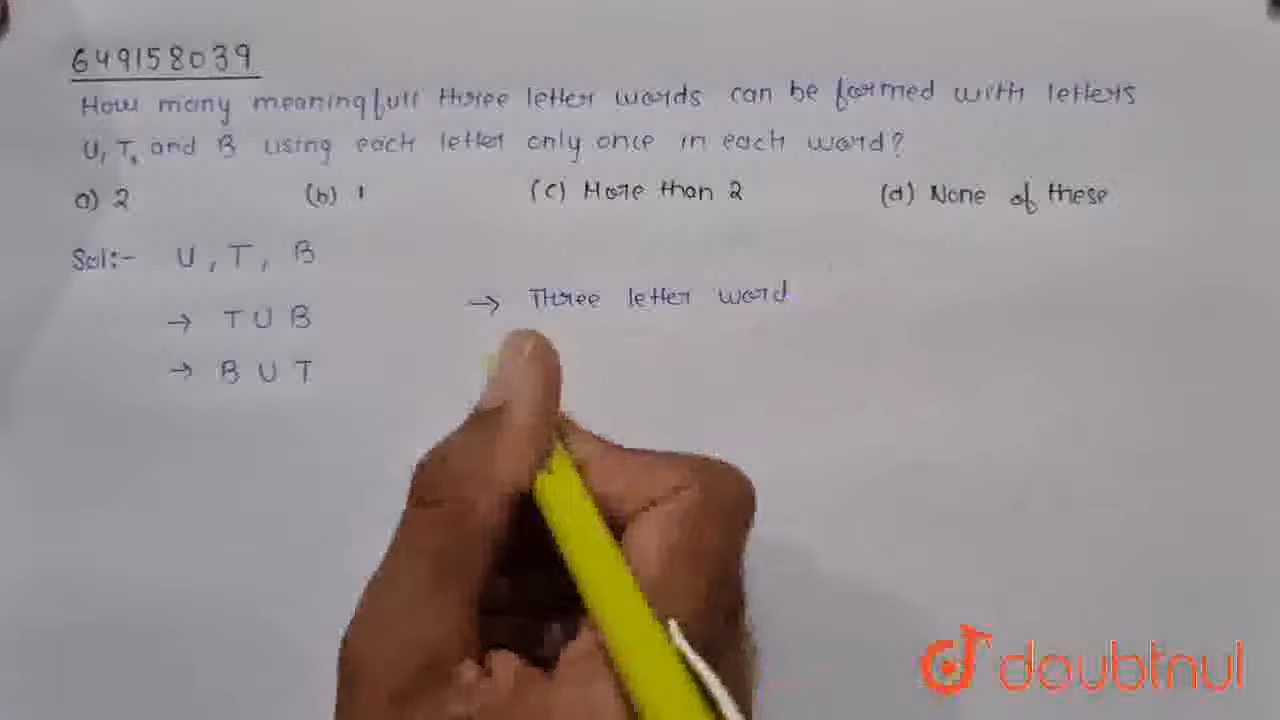 649158039
How many meaningfull three letter words can be formed with letters
U, T, and B using each letter only once in each word?
a) 2 (b) 1 (c) More than 2 (d) None of these
Sol:- U, T, B
→ TUB → Three letter word
→ BUT
doubtnut